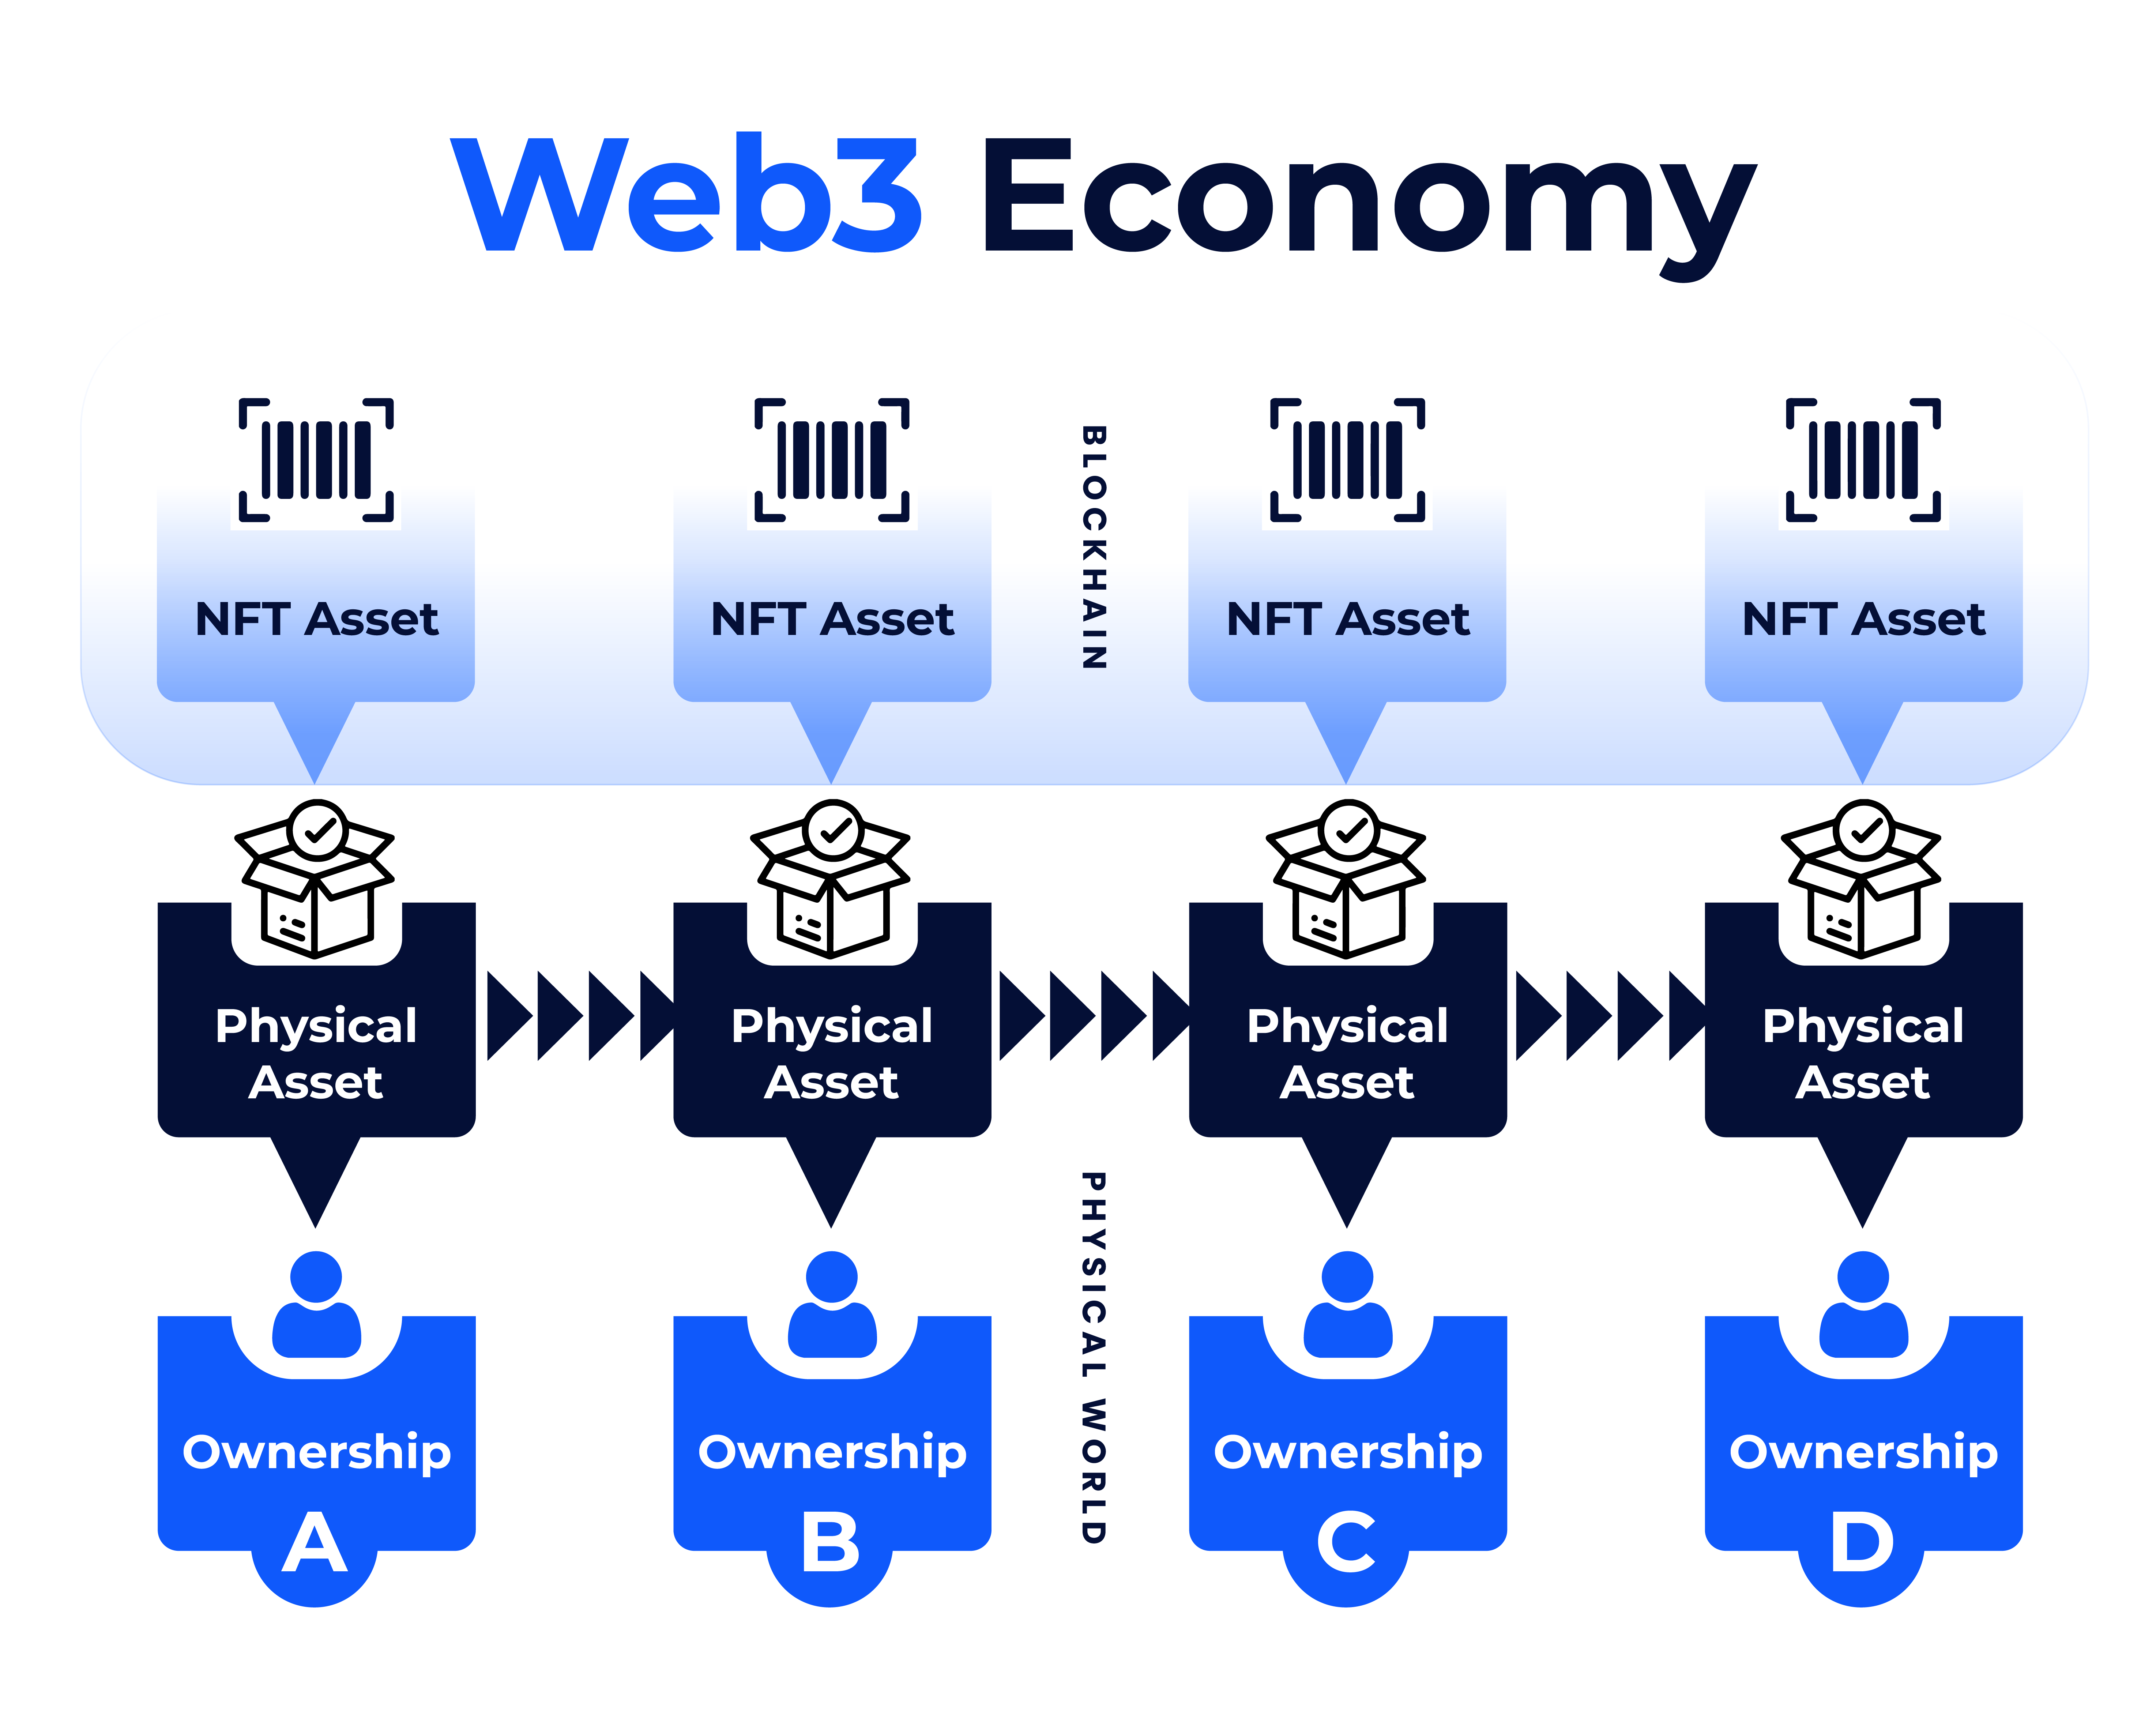 Web3 Economy
NFT Asset
NFT Asset
BLOCKHAIN
NFT Asset
NFT Asset
Physical
Asset
Physical
Asset
Physical
Asset
Physical
Asset
PHYSICAL WORLD
Ownership
A
Ownership
B
Ownership
C
Ownership
D